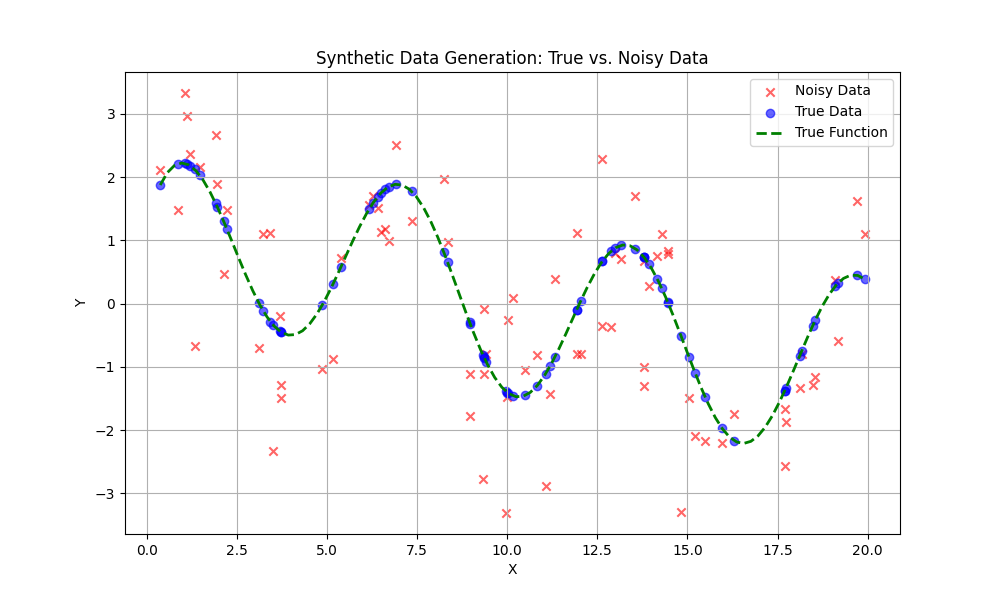 Synthetic Data Generation: True vs. Noisy Data
Noisy Data
True Data
True Function
Y
3
2
1
0
−1
−2
−3
0.0 2.5 5.0 7.5 10.0 12.5 15.0 17.5 20.0
X